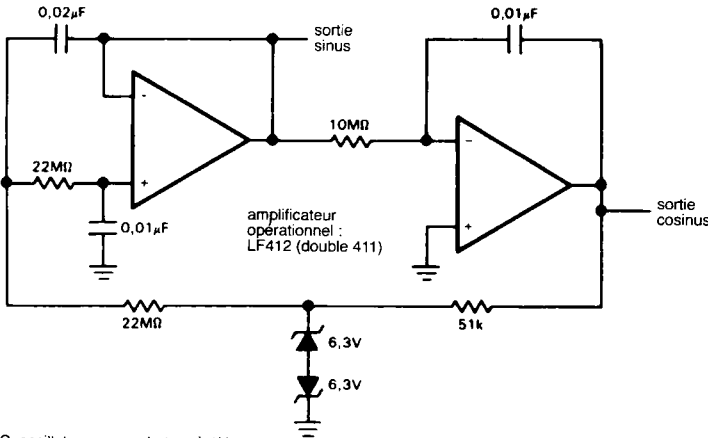 0,02µF
0,01µF
sortie
sinus
-
10MΩ
-
22MΩ
+
0,01µF
amplificateur
opérationnel :
LF412 (double 411)
+
sortie
cosinus
22MΩ
51k
6,3V
6,3V